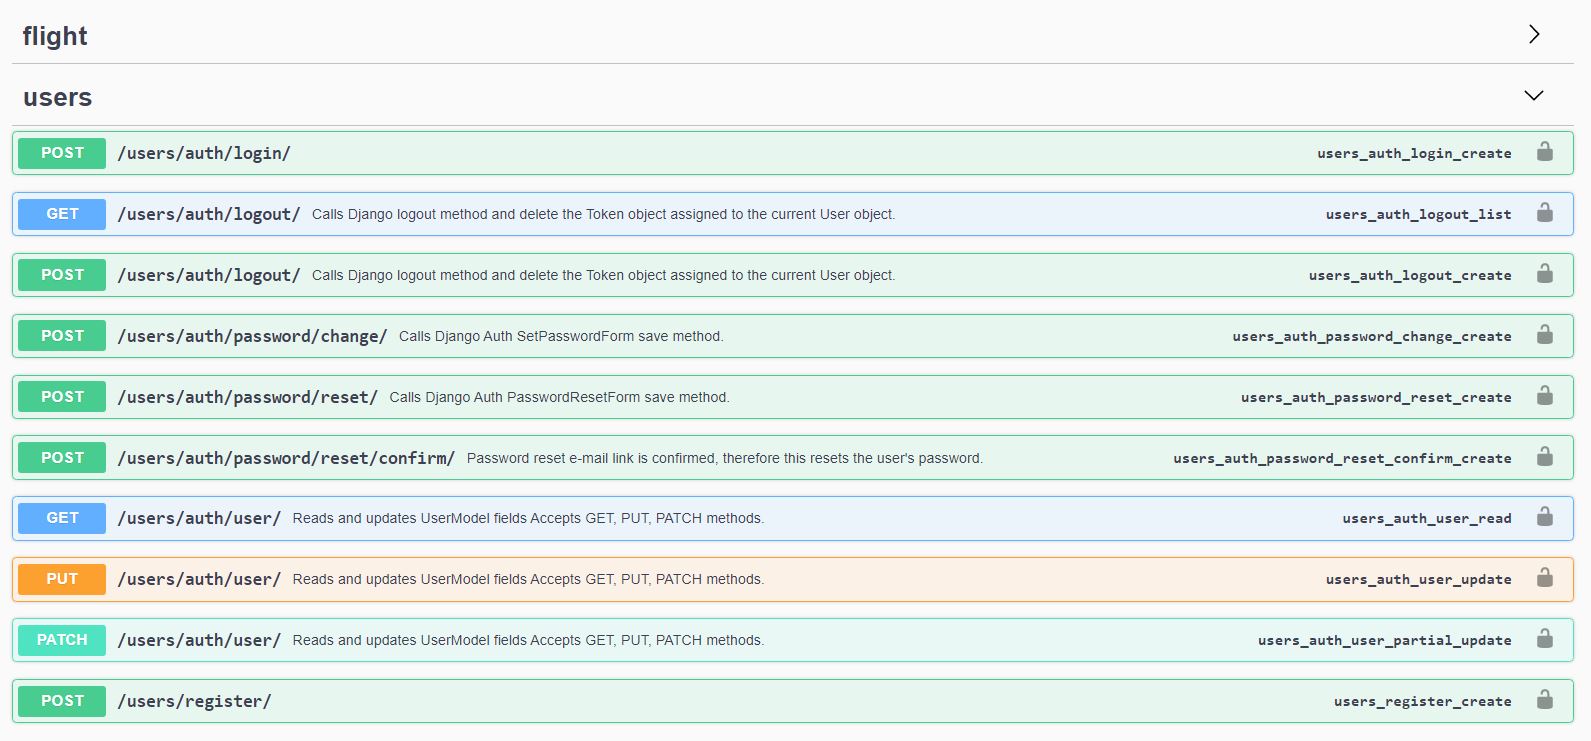 flight
users
POST /users/auth/login/ users_auth_login_create
GET /users/auth/logout/ Calls Django logout method and delete the Token object assigned to the current User object. users_auth_logout_list
POST /users/auth/logout/ Calls Django logout method and delete the Token object assigned to the current User object. users_auth_logout_create
POST /users/auth/password/change/ Calls Django Auth SetPasswordForm save method. users_auth_password_change_create
POST /users/auth/password/reset/ Calls Django Auth PasswordResetForm save method. users_auth_password_reset_create
POST /users/auth/password/reset/confirm/ Password reset e-mail link is confirmed, therefore this resets the user's password. users_auth_password_reset_confirm_create
GET /users/auth/user/ Reads and updates UserModel fields Accepts GET, PUT, PATCH methods. users_auth_user_read
PUT /users/auth/user/ Reads and updates UserModel fields Accepts GET, PUT, PATCH methods. users_auth_user_update
PATCH /users/auth/user/ Reads and updates UserModel fields Accepts GET, PUT, PATCH methods. users_auth_user_partial_update
POST /users/register/ users_register_create